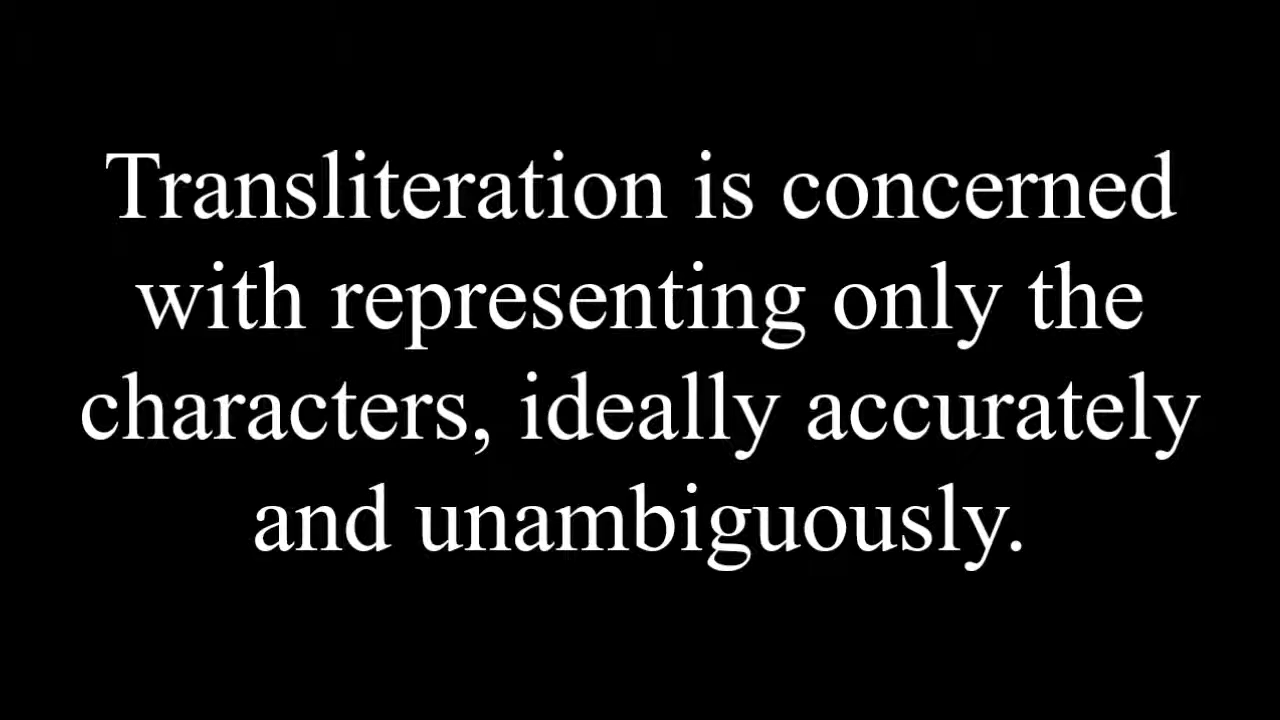 Transliteration is concerned
with representing only the
characters, ideally accurately
and unambiguously.